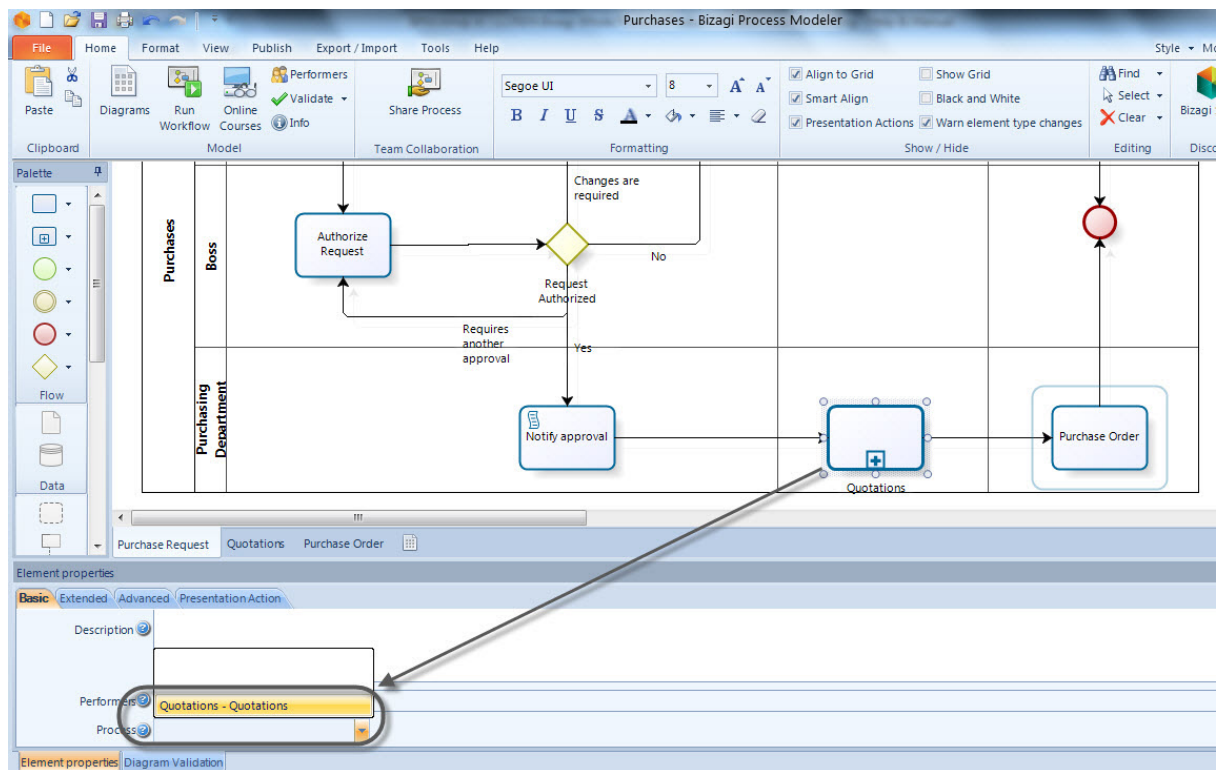 Purchases - Bizagi Process Modeler
File Home Format View Publish Export / Import Tools Help Style
Paste
Clipboard
Diagrams
Run
Workflow
Online
Courses
Performers
Validate
Info
Model
Share Process
Team Collaboration
Segoe UI 8 A A
B I U S A
Formatting
Align to Grid
Smart Align
Presentation Actions
Show Grid
Black and White
Warn element type changes
Show / Hide
Find
Select
Clear
Editing
Bizagi
Palette
Flow
Data
Purchases
Boss
Authorize
Request
Changes are
required
No
Request
Authorized
Requires
another
approval
Yes
Purchasing
Department
Notify approval
Quotations
Purchase Order
Purchase Request Quotations Purchase Order
Element properties
Basic Extended Advanced Presentation Action
Description
Performers
Quotations - Quotations
Process
Element properties Diagram Validation